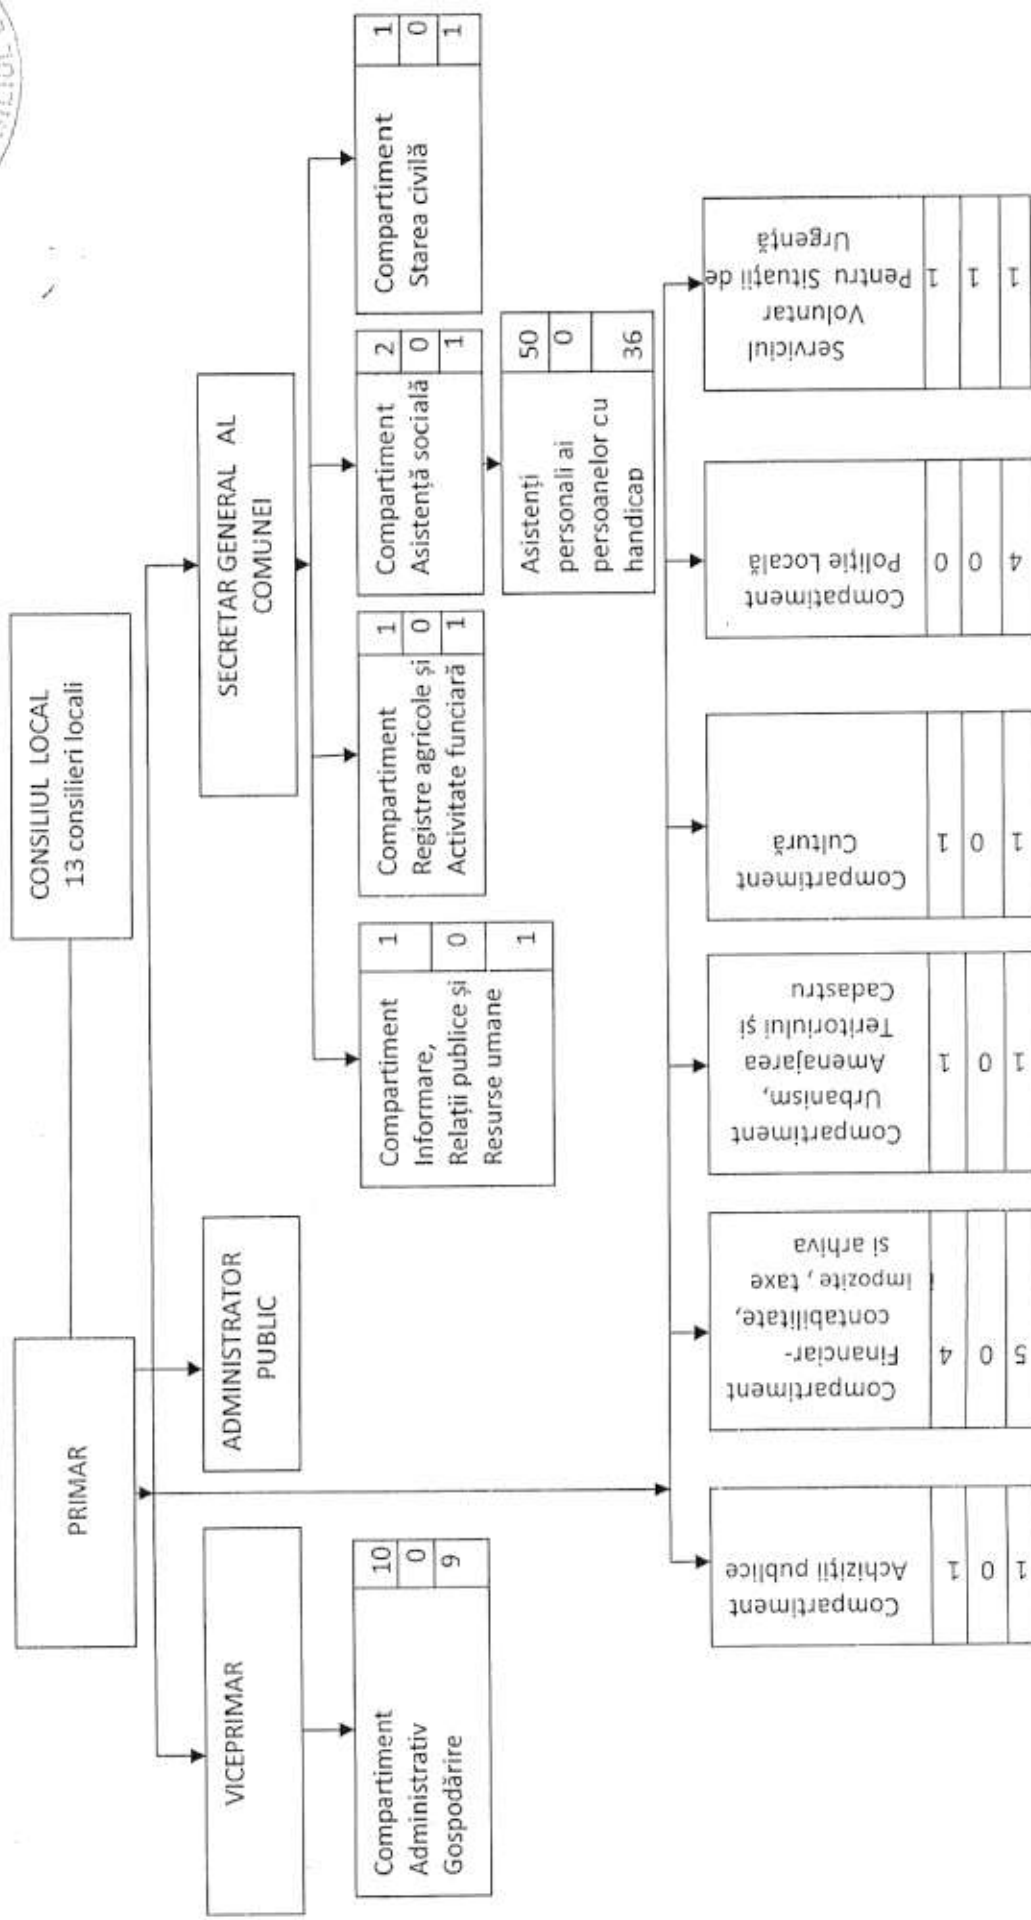 CONSILIUL LOCAL
13 consilieri locali
PRIMAR
VICEPRIMAR
ADMINISTRATOR
PUBLIC
SECRETAR GENERAL AL
COMUNEI
Compartiment
Administrativ
Gospodărire
10
0
9
Compartiment
Informare,
Relații publice și
Resurse umane
1
0
1
Compartiment
Registre agricole și
Activitate funciară
1
0
1
Compartiment
Asistență socială
2
0
1
Compartiment
Starea civilă
1
0
1
Asistenți
personali ai
persoanelor cu
handicap
50
0
36
Compartiment
Achiziții publice
1
0
1
Compartiment
Financiar-
contabilitate,
impozite , taxe
si arhiva
4
0
5
Compartiment
Urbanism,
Amenajarea
Teritoriului și
Cadastru
1
0
1
Compartiment
Cultură
1
0
1
Compatiment
Poliție Locală
0
0
4
Serviciul
Voluntar
Pentru Situații de
Urgență
1
1
1